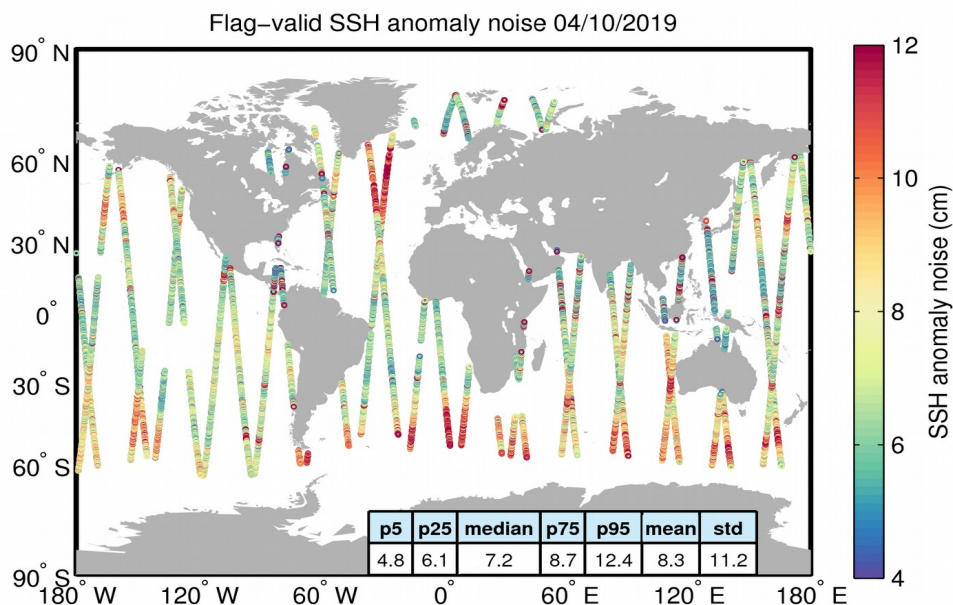 Flag−valid SSH anomaly noise 04/10/2019
90° N
60° N
30° N
0°
30° S
60° S
90° S
180° W
120° W
60° W
0°
60° E
120° E
180° E
12
10
8
6
4
SSH anomaly noise (cm)
p5 p25 median p75 p95 mean std
4.8 6.1 7.2 8.7 12.4 8.3 11.2